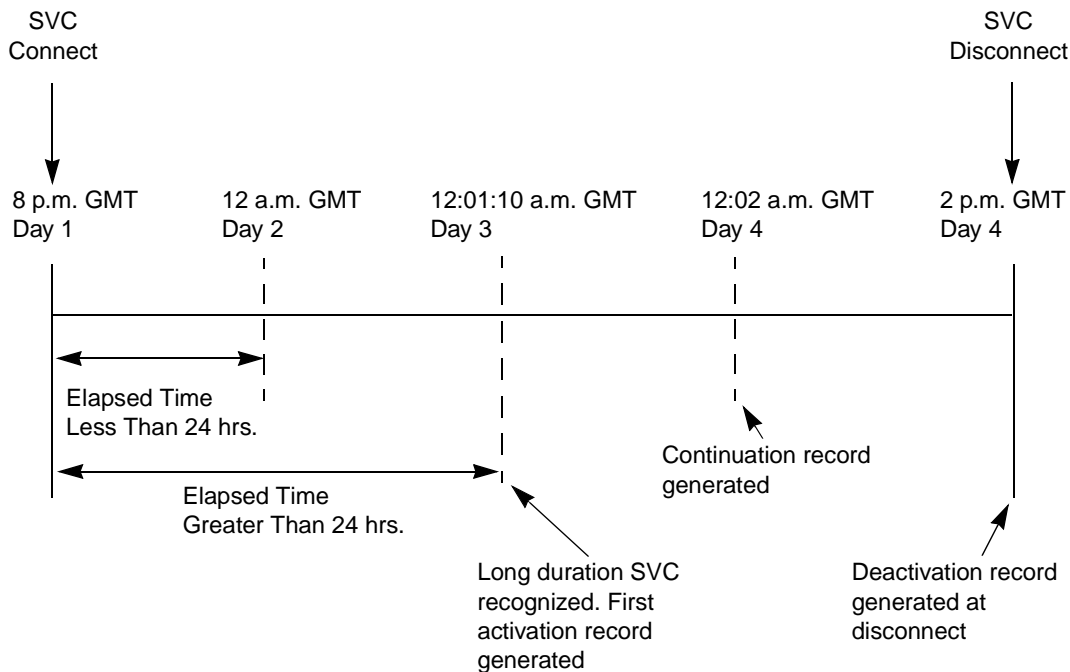 SVC
Connect
SVC
Disconnect
8 p.m. GMT
Day 1
12 a.m. GMT
Day 2
12:01:10 a.m. GMT
Day 3
12:02 a.m. GMT
Day 4
2 p.m. GMT
Day 4
Elapsed Time
Less Than 24 hrs.
Continuation record
generated
Elapsed Time
Greater Than 24 hrs.
Long duration SVC
recognized. First
activation record
generated
Deactivation record
generated at
disconnect